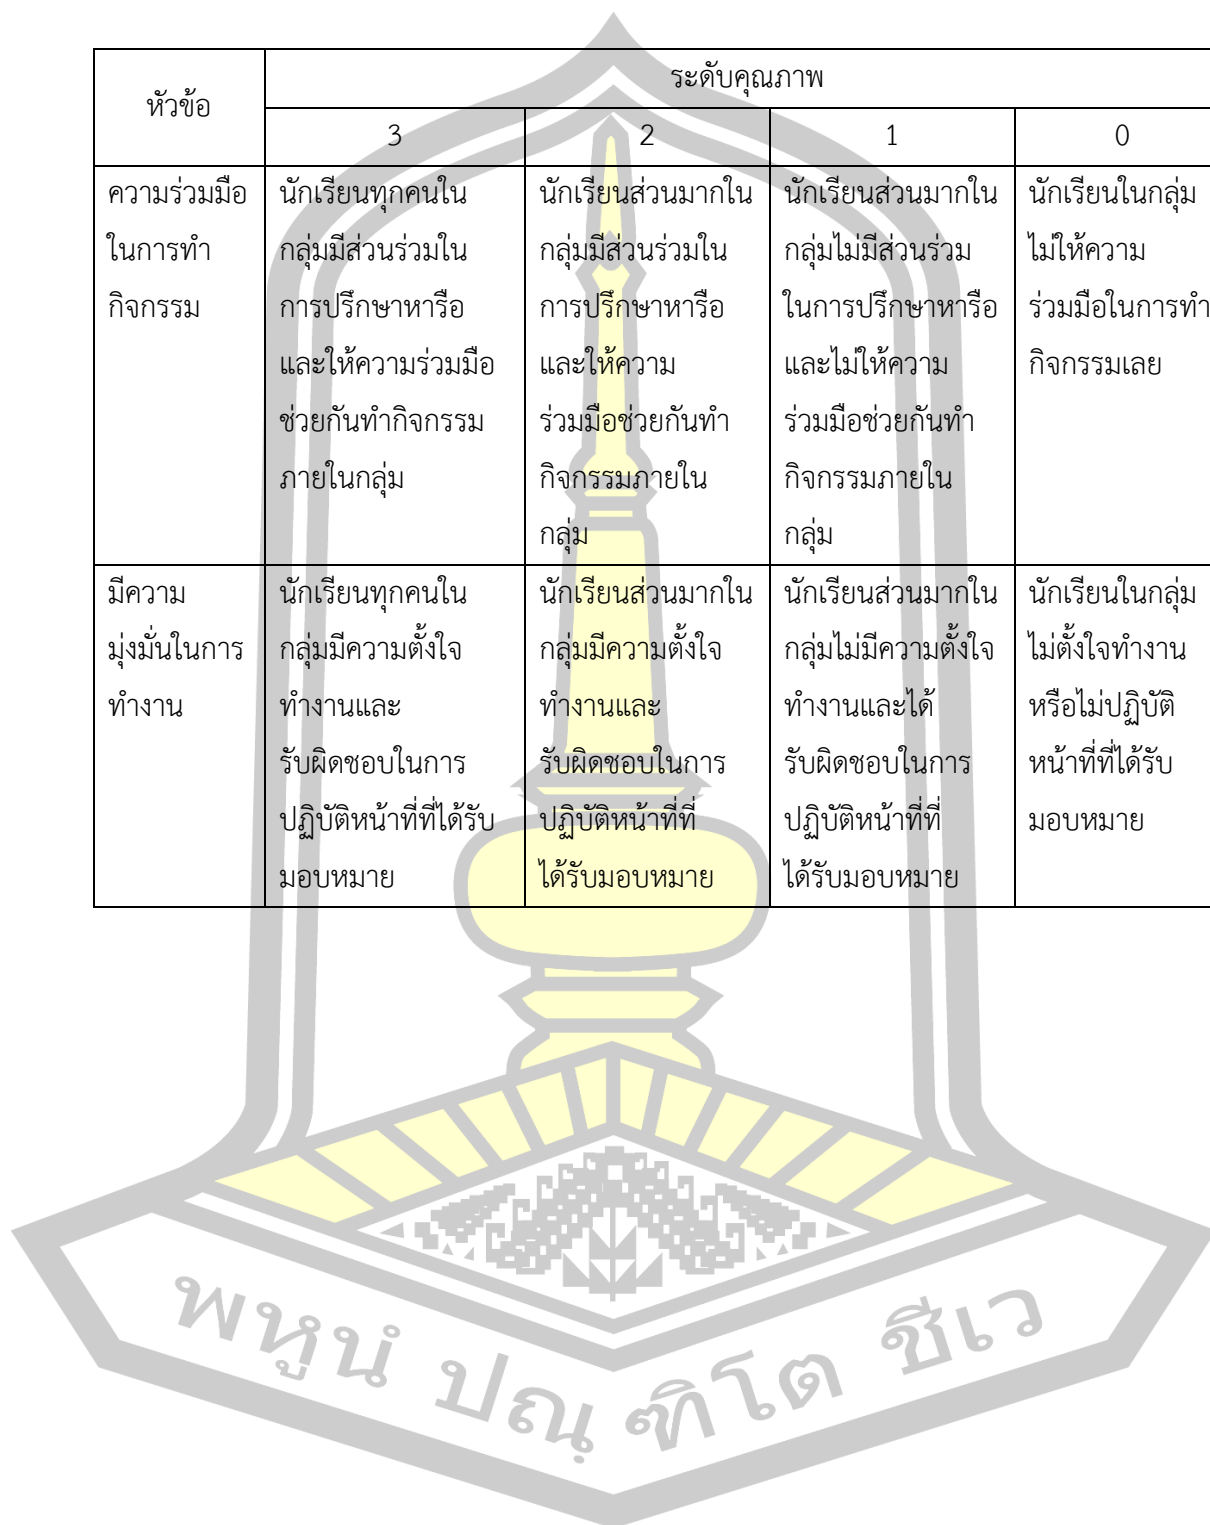 หัวข้อ
ระดับคุณภาพ
3
2
1
0
ความร่วมมือ
ในการทำ
กิจกรรม
นักเรียนทุกคนใน
กลุ่มมีส่วนร่วมใน
การปรึกษาหารือ
และให้ความร่วมมือ
ช่วยกันทำกิจกรรม
ภายในกลุ่ม
นักเรียนส่วนมากใน
กลุ่มมีส่วนร่วมใน
การปรึกษาหารือ
และให้ความ
ร่วมมือช่วยกันทำ
กิจกรรมภายใน
กลุ่ม
นักเรียนส่วนมากใน
กลุ่มไม่มีส่วนร่วม
ในการปรึกษาหารือ
และไม่ให้ความ
ร่วมมือช่วยกันทำ
กิจกรรมภายใน
กลุ่ม
นักเรียนในกลุ่ม
ไม่ให้ความ
ร่วมมือในการทำ
กิจกรรมเลย
มีความ
มุ่งมั่นในการ
ทำงาน
นักเรียนทุกคนใน
กลุ่มมีความตั้งใจ
ทำงานและ
รับผิดชอบในการ
ปฏิบัติหน้าที่ที่ได้รับ
มอบหมาย
นักเรียนส่วนมากใน
กลุ่มมีความตั้งใจ
ทำงานและ
รับผิดชอบในการ
ปฏิบัติหน้าที่ที่
ได้รับมอบหมาย
นักเรียนส่วนมากใน
กลุ่มไม่มีความตั้งใจ
ทำงานและได้
รับผิดชอบในการ
ปฏิบัติหน้าที่ที่
ได้รับมอบหมาย
นักเรียนในกลุ่ม
ไม่ตั้งใจทำงาน
หรือไม่ปฏิบัติ
หน้าที่ที่ได้รับ
มอบหมาย
พหูนํ ปณฺ ฑิโต ชีเว